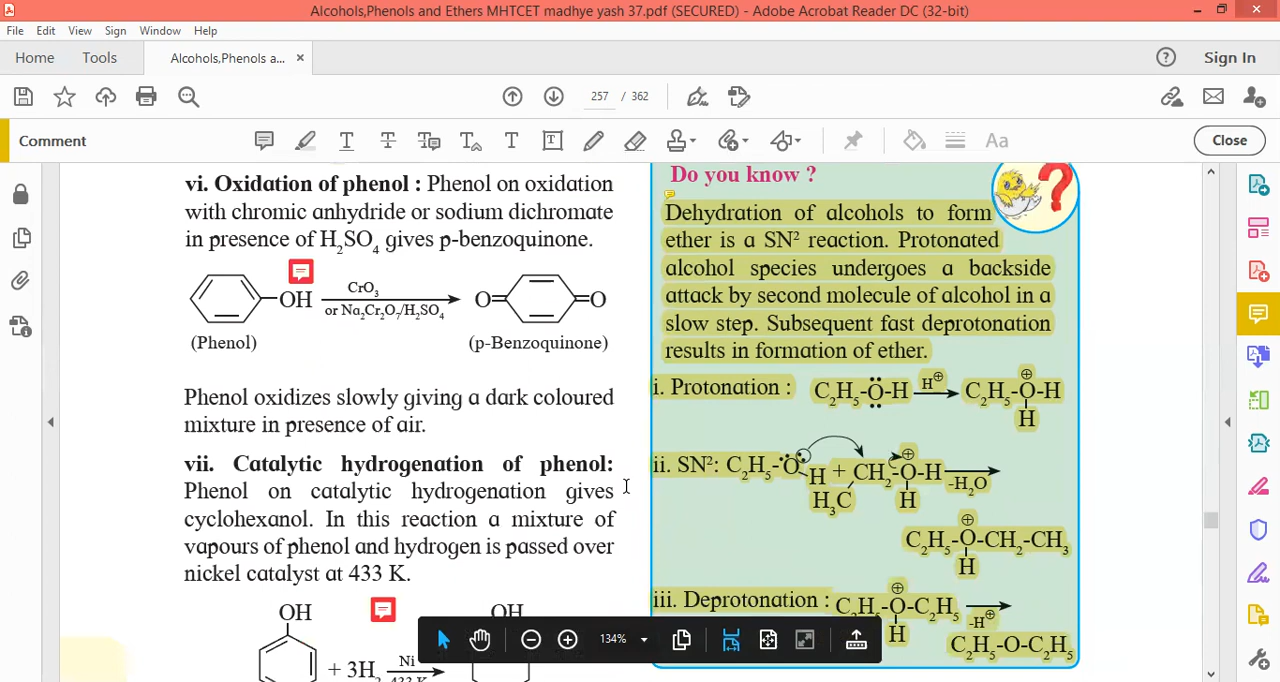 Alcohols,Phenols and Ethers MHTCET madhye yash 37.pdf (SECURED) - Adobe Acrobat Reader DC (32-bit)
File Edit View Sign Window Help
Home Tools Alcohols,Phenols a... × Sign In
257 / 362
Comment Close
vi. Oxidation of phenol : Phenol on oxidation
with chromic anhydride or sodium dichromate
in presence of H₂SO₄ gives p-benzoquinone.
OH CrO₃ O O
or Na₂Cr₂O₇/H₂SO₄
(Phenol) (p-Benzoquinone)
Phenol oxidizes slowly giving a dark coloured
mixture in presence of air.
vii. Catalytic hydrogenation of phenol:
Phenol on catalytic hydrogenation gives
cyclohexanol. In this reaction a mixture of
vapours of phenol and hydrogen is passed over
nickel catalyst at 433 K.
OH OH
+ 3H₂ Ni
433 K
Do you know ?
Dehydration of alcohols to form
ether is a SN² reaction. Protonated
alcohol species undergoes a backside
attack by second molecule of alcohol in a
slow step. Subsequent fast deprotonation
results in formation of ether.
i. Protonation : C₂H₅-O-H H⊕ C₂H₅-O-H
⊕
H
ii. SN²: C₂H₅-O H + CH₂-O-H -H₂O
⊕
H₃C H
⊕
C₂H₅-O-CH₂-CH₃
H
iii. Deprotonation : C₂H₅-O-C₂H₅ -H⊕
⊕
H
C₂H₅-O-C₂H₅
134%